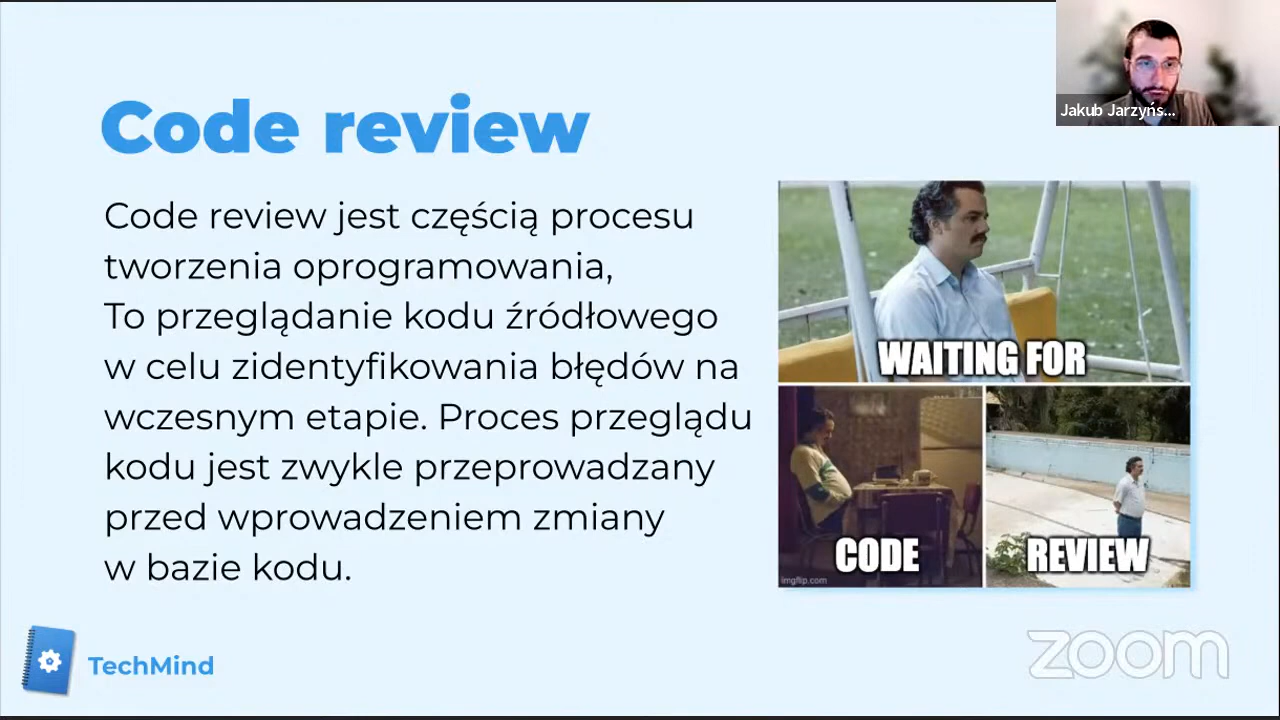 Jakub Jarzyńs...
Code review
Code review jest częścią procesu
tworzenia oprogramowania,
To przeglądanie kodu źródłowego
w celu zidentyfikowania błędów na
wczesnym etapie. Proces przeglądu
kodu jest zwykle przeprowadzany
przed wprowadzeniem zmiany
w bazie kodu.
WAITING FOR
CODE
REVIEW
imgflip.com
TechMind
zoom